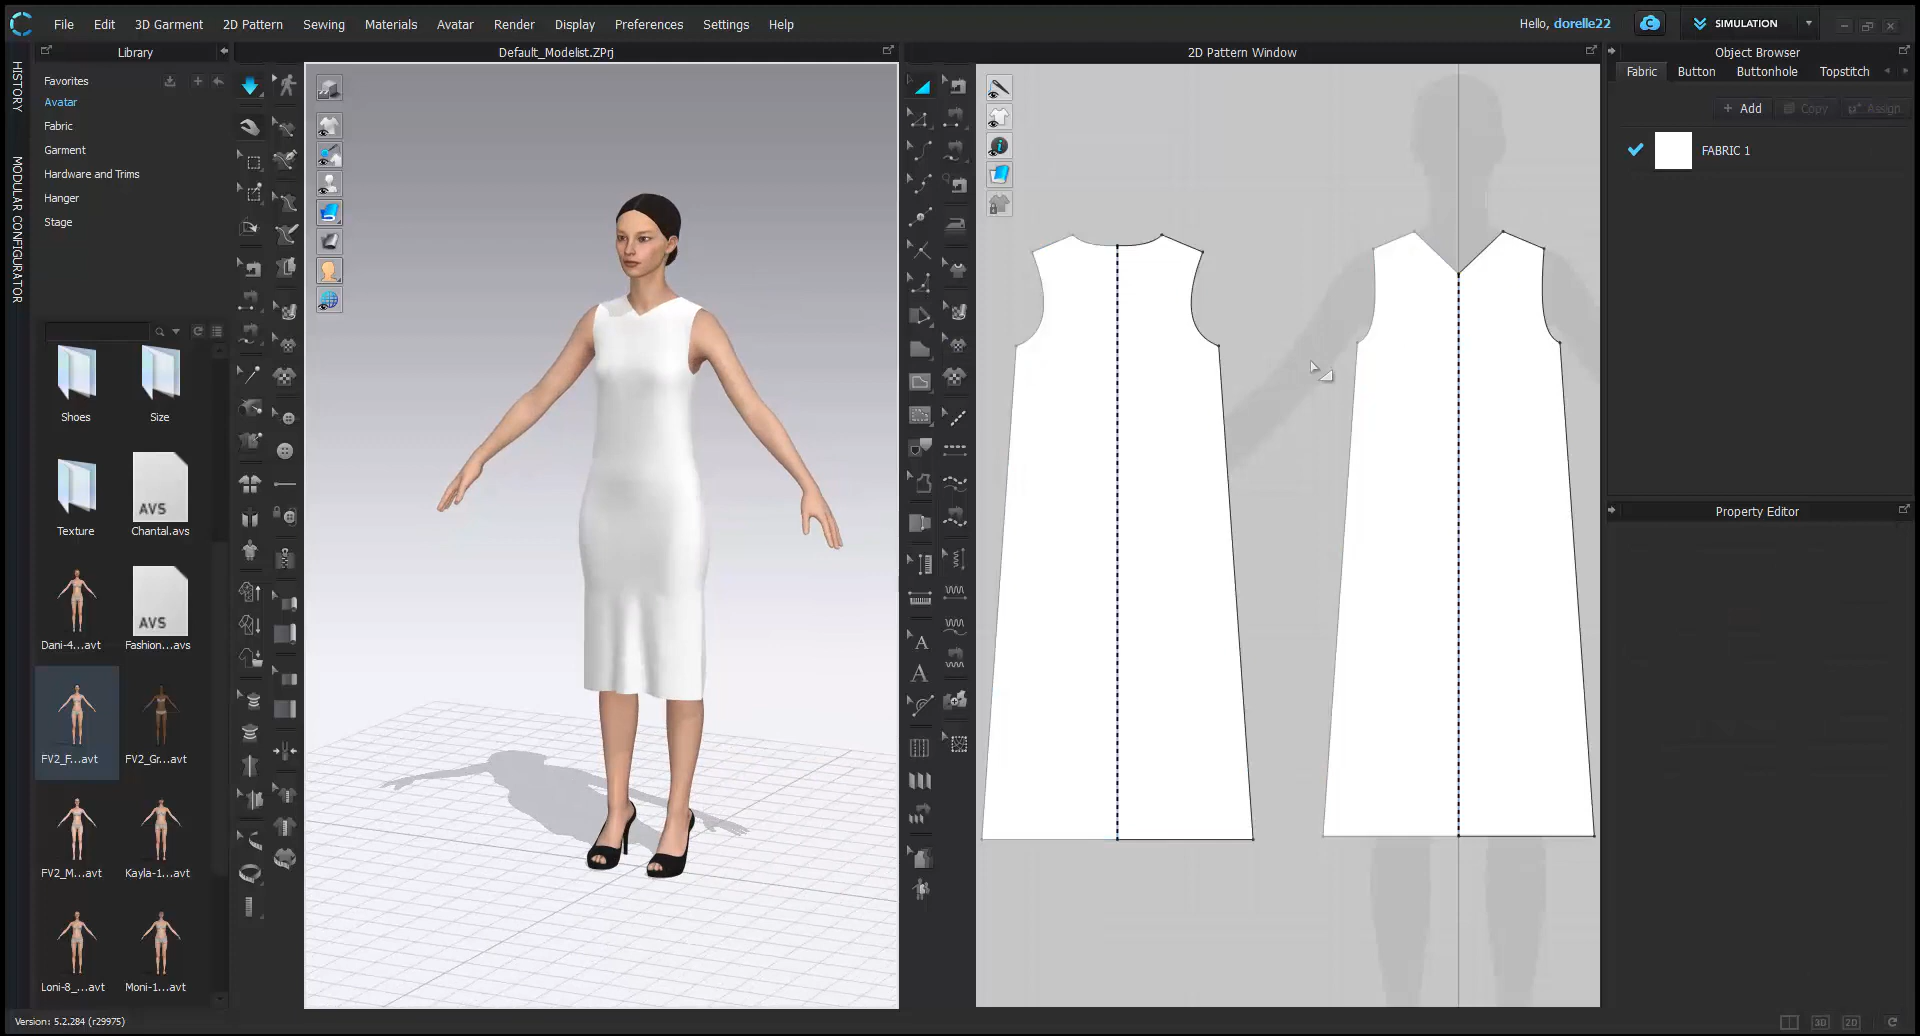 File Edit 3D Garment 2D Pattern Sewing Materials Avatar Render Display Preferences Settings Help
Hello, dorelle22
SIMULATION
HISTORY
MODULAR CONFIGURATOR
Library
Favorites
Avatar
Fabric
Garment
Hardware and Trims
Hanger
Stage
Shoes Size
AVS
Texture Chantal.avs
AVS
Dani-4...avt Fashion...avs
FV2_F...avt FV2_Gr...avt
FV2_M...avt Kayla-1...avt
Loni-8_...avt Moni-1...avt
Version: 5.2.284 (r29975)
Default_Modelist.ZPrj
2D Pattern Window
A
A
Object Browser
Fabric Button Buttonhole Topstitch
+ Add Copy Assign
FABRIC 1
Property Editor
3D 2D